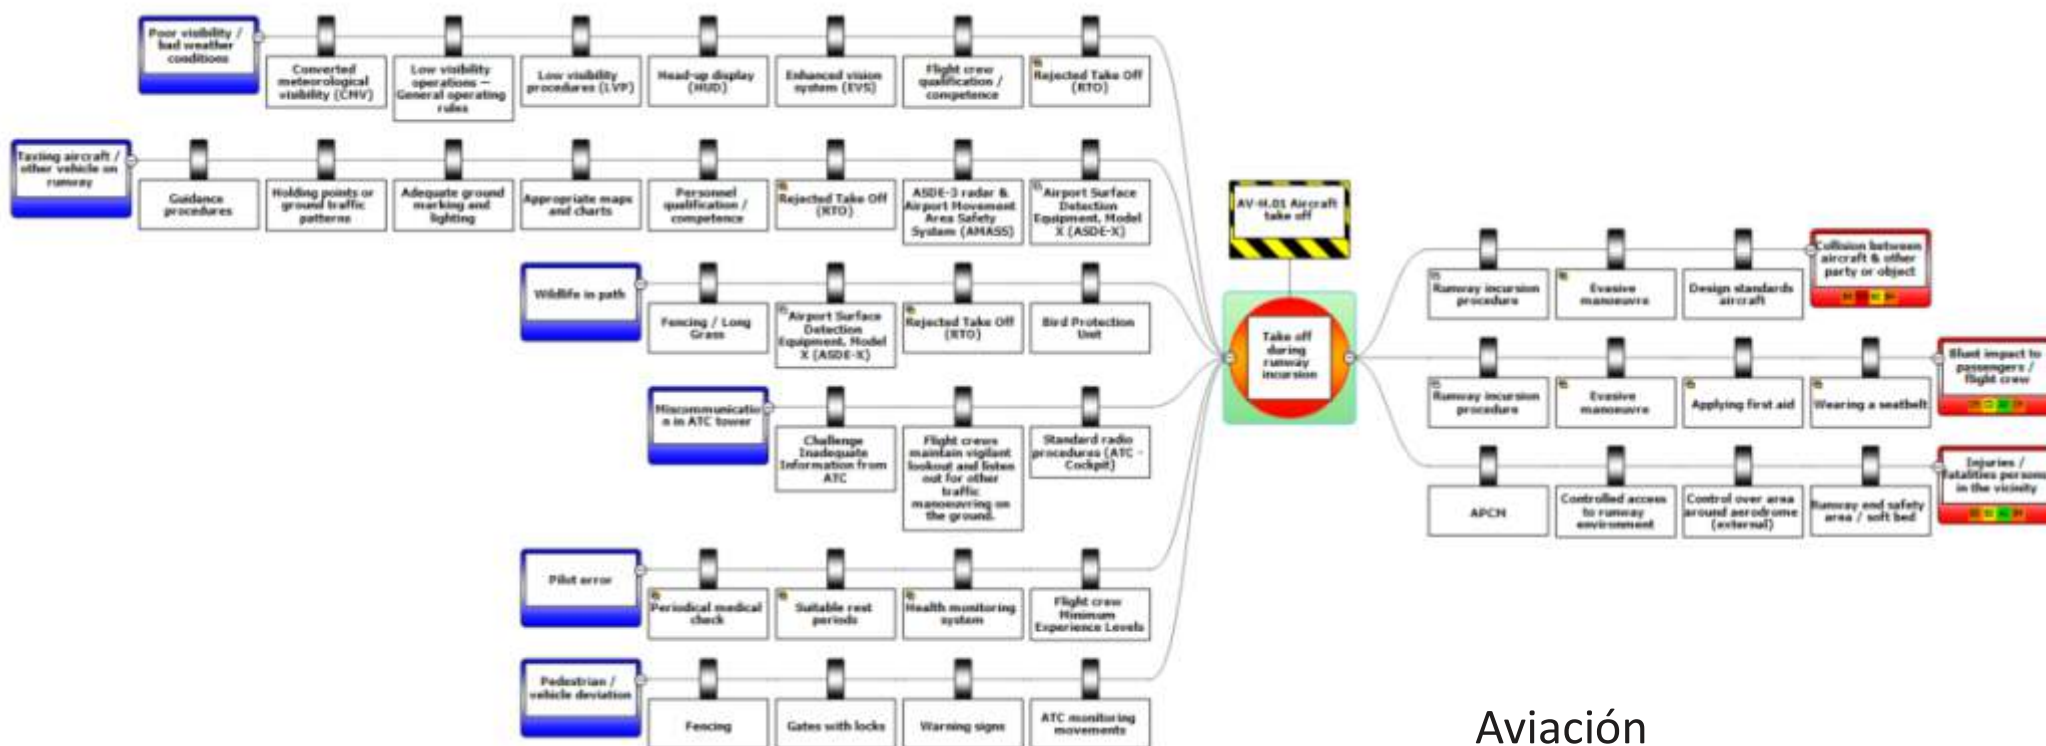 Poor visibility /
bad weather
conditions
Converted
meteorological
visibility (CMV)
Low visibility
operations —
General operating
rules
Low visibility
procedures (LVP)
Head-up display
(HUD)
Enhanced vision
system (EVS)
Flight crew
qualification /
competence
Rejected Take Off
(RTO)
Taxiing aircraft /
other vehicle on
runway
Guidance
procedures
Holding points or
ground traffic
patterns
Adequate ground
marking and
lighting
Appropriate maps
and charts
Personnel
qualification /
competence
Rejected Take Off
(RTO)
ASDE-3 radar &
Airport Movement
Area Safety
System (AMASS)
Airport Surface
Detection
Equipment, Model
X (ASDE-X)
Wildlife in path
Fencing / Long
Grass
Airport Surface
Detection
Equipment, Model
X (ASDE-X)
Rejected Take Off
(RTO)
Bird Protection
Unit
Miscommunicatio
n in ATC tower
Challenge
Inadequate
Information from
ATC
Flight crews
maintain vigilant
lookout and listen
out for other
traffic
manoeuvring on
the ground.
Standard radio
procedures (ATC -
Cockpit)
Pilot error
Periodical medical
check
Suitable rest
periods
Health monitoring
system
Flight crew
Minimum
Experience Levels
Pedestrian /
vehicle deviation
Fencing
Gates with locks
Warning signs
ATC monitoring
movements
AV-H.01 Aircraft
take off
Take off
during
runway
incursion
Runway incursion
procedure
Evasive
manoeuvre
Design standards
aircraft
Collision between
aircraft & other
party or object
Runway incursion
procedure
Evasive
manoeuvre
Applying first aid
Wearing a seatbelt
Blunt impact to
passengers /
flight crew
APCM
Controlled access
to runway
environment
Control over area
around aerodrome
(external)
Runway end safety
area / soft bed
Injuries /
fatalities persons
in the vicinity
Aviación